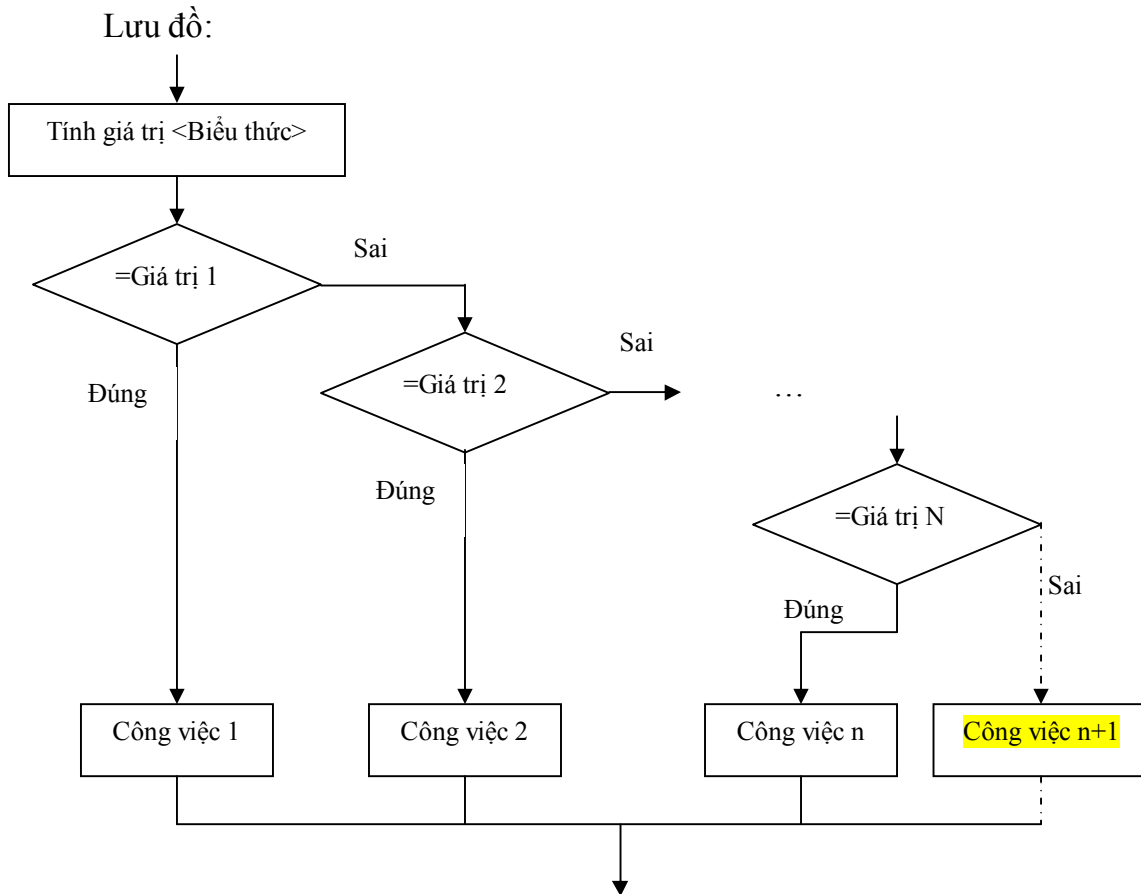 Lưu đồ:
Tính giá trị <Biểu thức>
=Giá trị 1
Sai
Đúng
=Giá trị 2
Sai
Đúng
…
=Giá trị N
Đúng
Sai
Công việc 1
Công việc 2
Công việc n
Công việc n+1